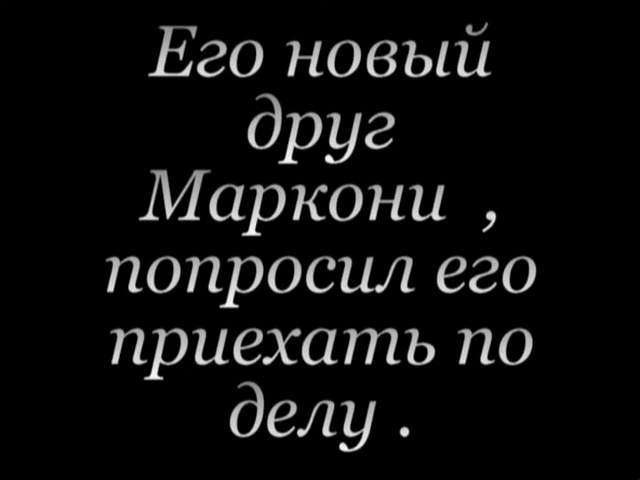 Его новый
друг
Маркони  ,
попросил его
приехать по
делу .